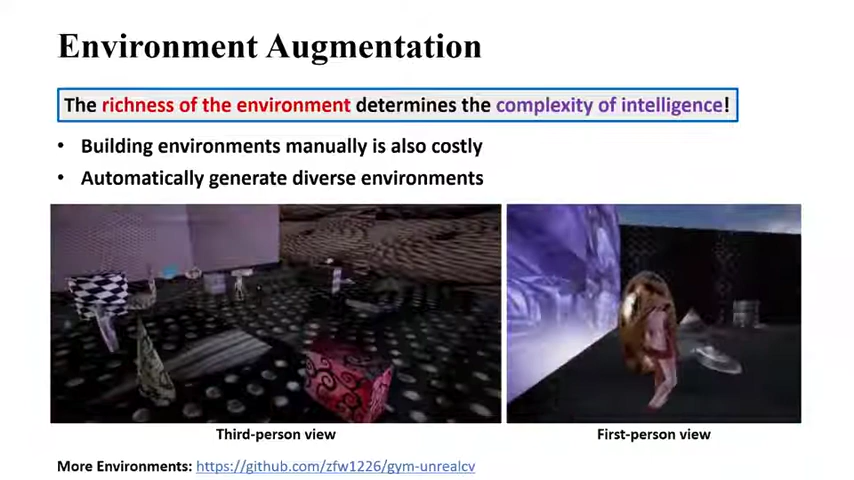 Environment Augmentation
The richness of the environment determines the complexity of intelligence!
• Building environments manually is also costly
• Automatically generate diverse environments
Third-person view
First-person view
More Environments: https://github.com/zfw1226/gym-unrealcv